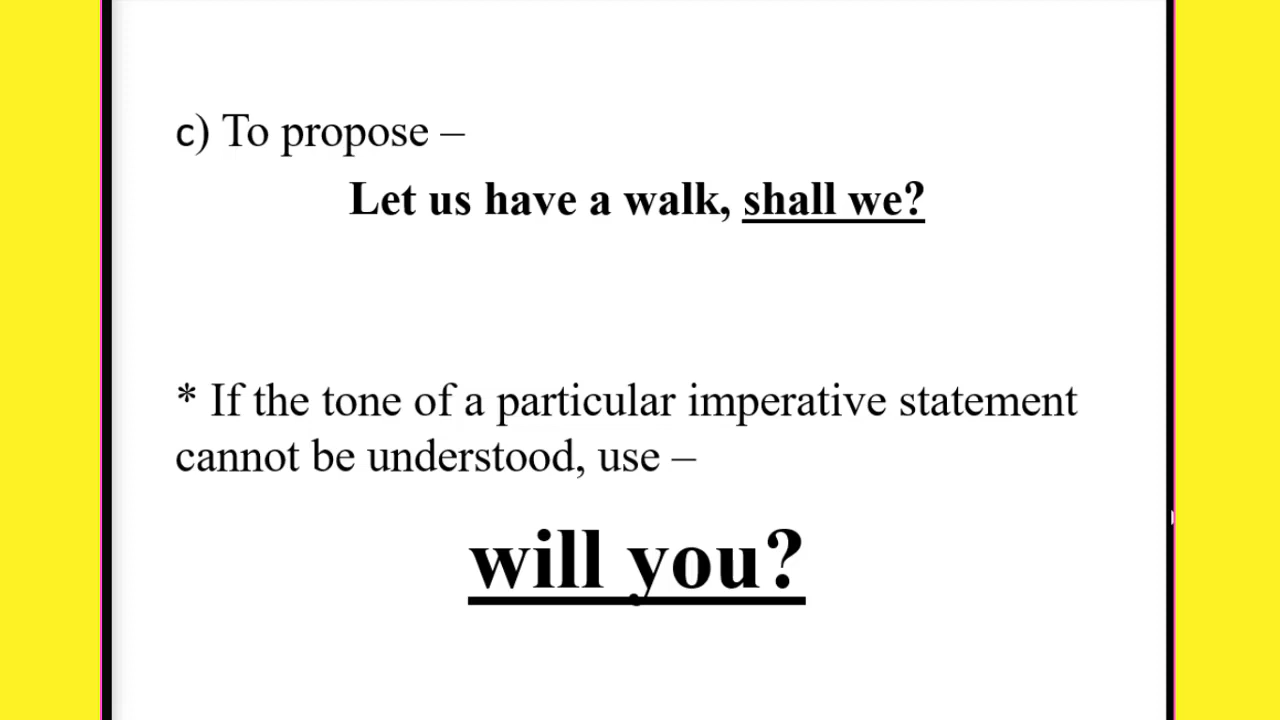 c) To propose –
Let us have a walk, shall we?
* If the tone of a particular imperative statement
cannot be understood, use –
will you?